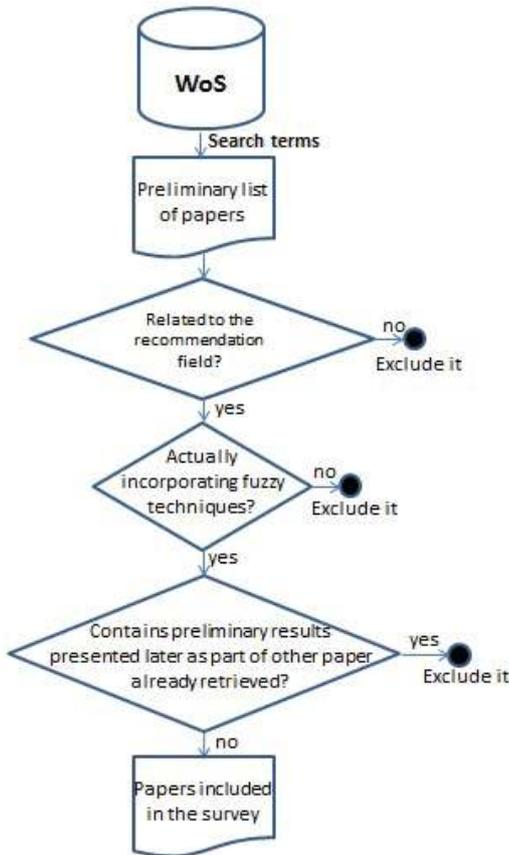 WoS
Search terms
Preliminary list
of papers
Related to the
recommendation
field?
no
Exclude it
yes
Actually
incorporating fuzzy
techniques?
no
Exclude it
yes
Contains preliminary results
presented later as part of other paper
already retrieved?
yes
Exclude it
no
Papers included
in the survey